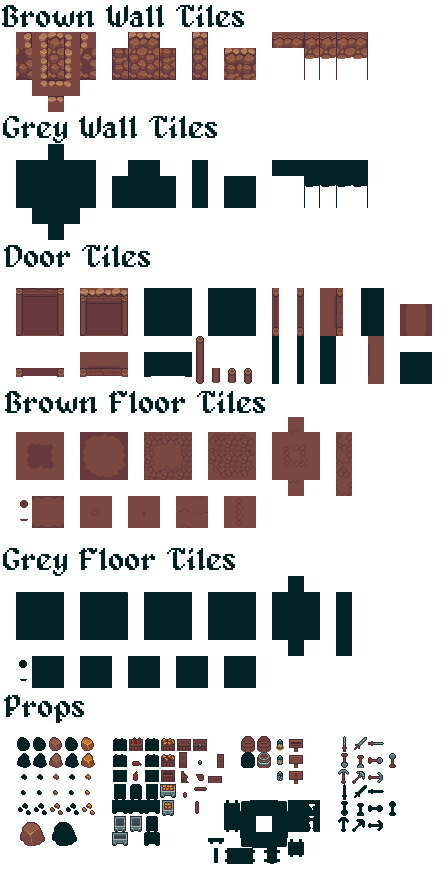 Brown Wall Tiles
Grey Wall Tiles
Door Tiles
Brown Floor Tiles
Grey Floor Tiles
Props